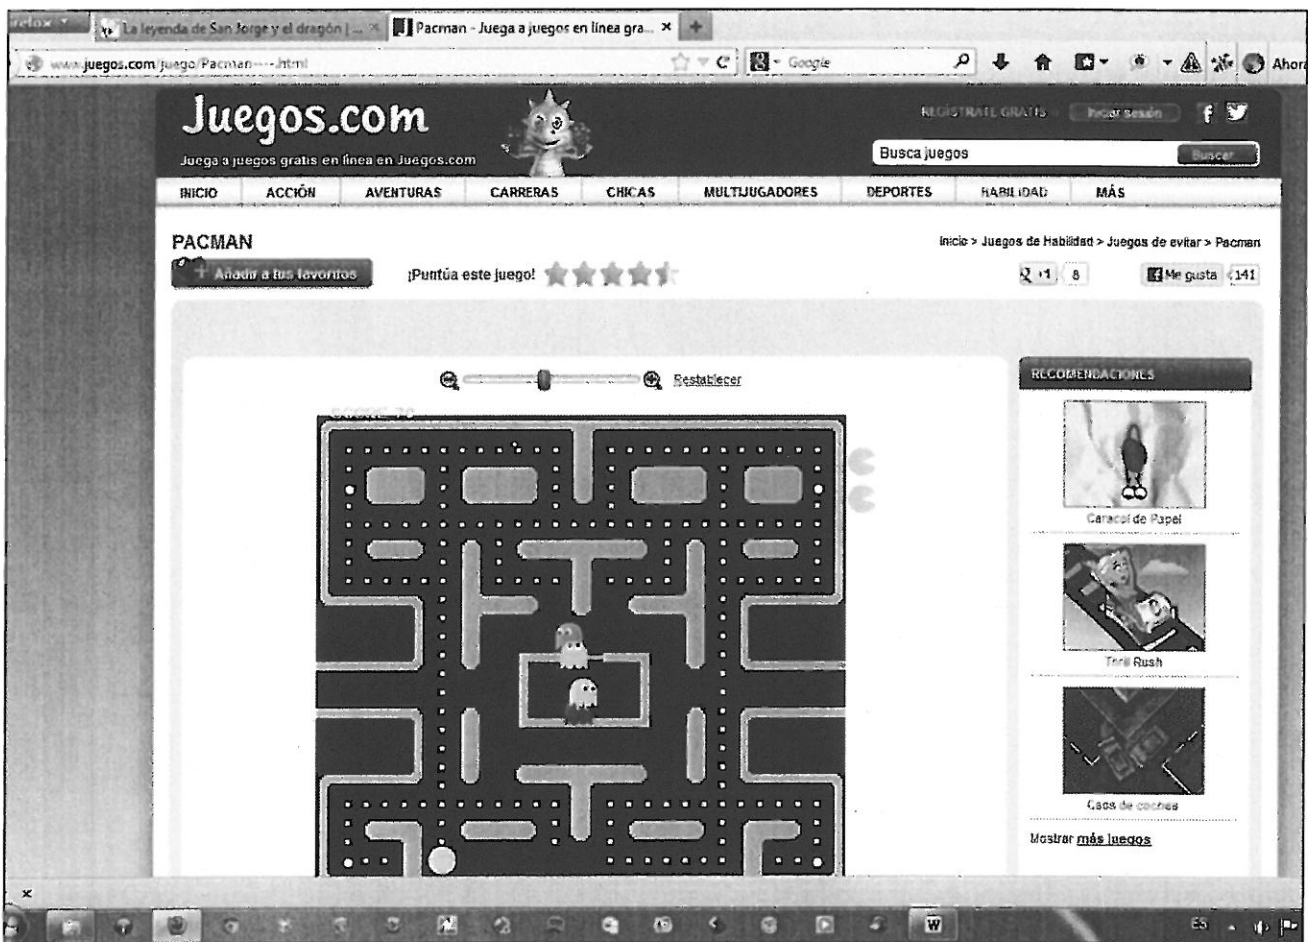 La leyenda de San Jorge y el dragón | ...
Pacman - Juega a juegos en línea gra...
www.juegos.com/juego/Pacman----.html
Google
Ahora
Juegos.com
Juega a juegos gratis en línea en Juegos.com
REGÍSTRATE GRATIS
Iniciar sesión
Busca juegos
Buscar
INICIO ACCIÓN AVENTURAS CARRERAS CHICAS MULTIJUGADORES DEPORTES HABILIDAD MÁS
PACMAN
Inicio > Juegos de Habilidad > Juegos de evitar > Pacman
+ Añadir a tus favoritos
¡Puntúa este juego!
+1 8
Me gusta 141
Restablecer
RECOMENDACIONES
SCORE 70
Caracol de Papel
Thrill Rush
Caos de coches
Mostrar más juegos
W
ES